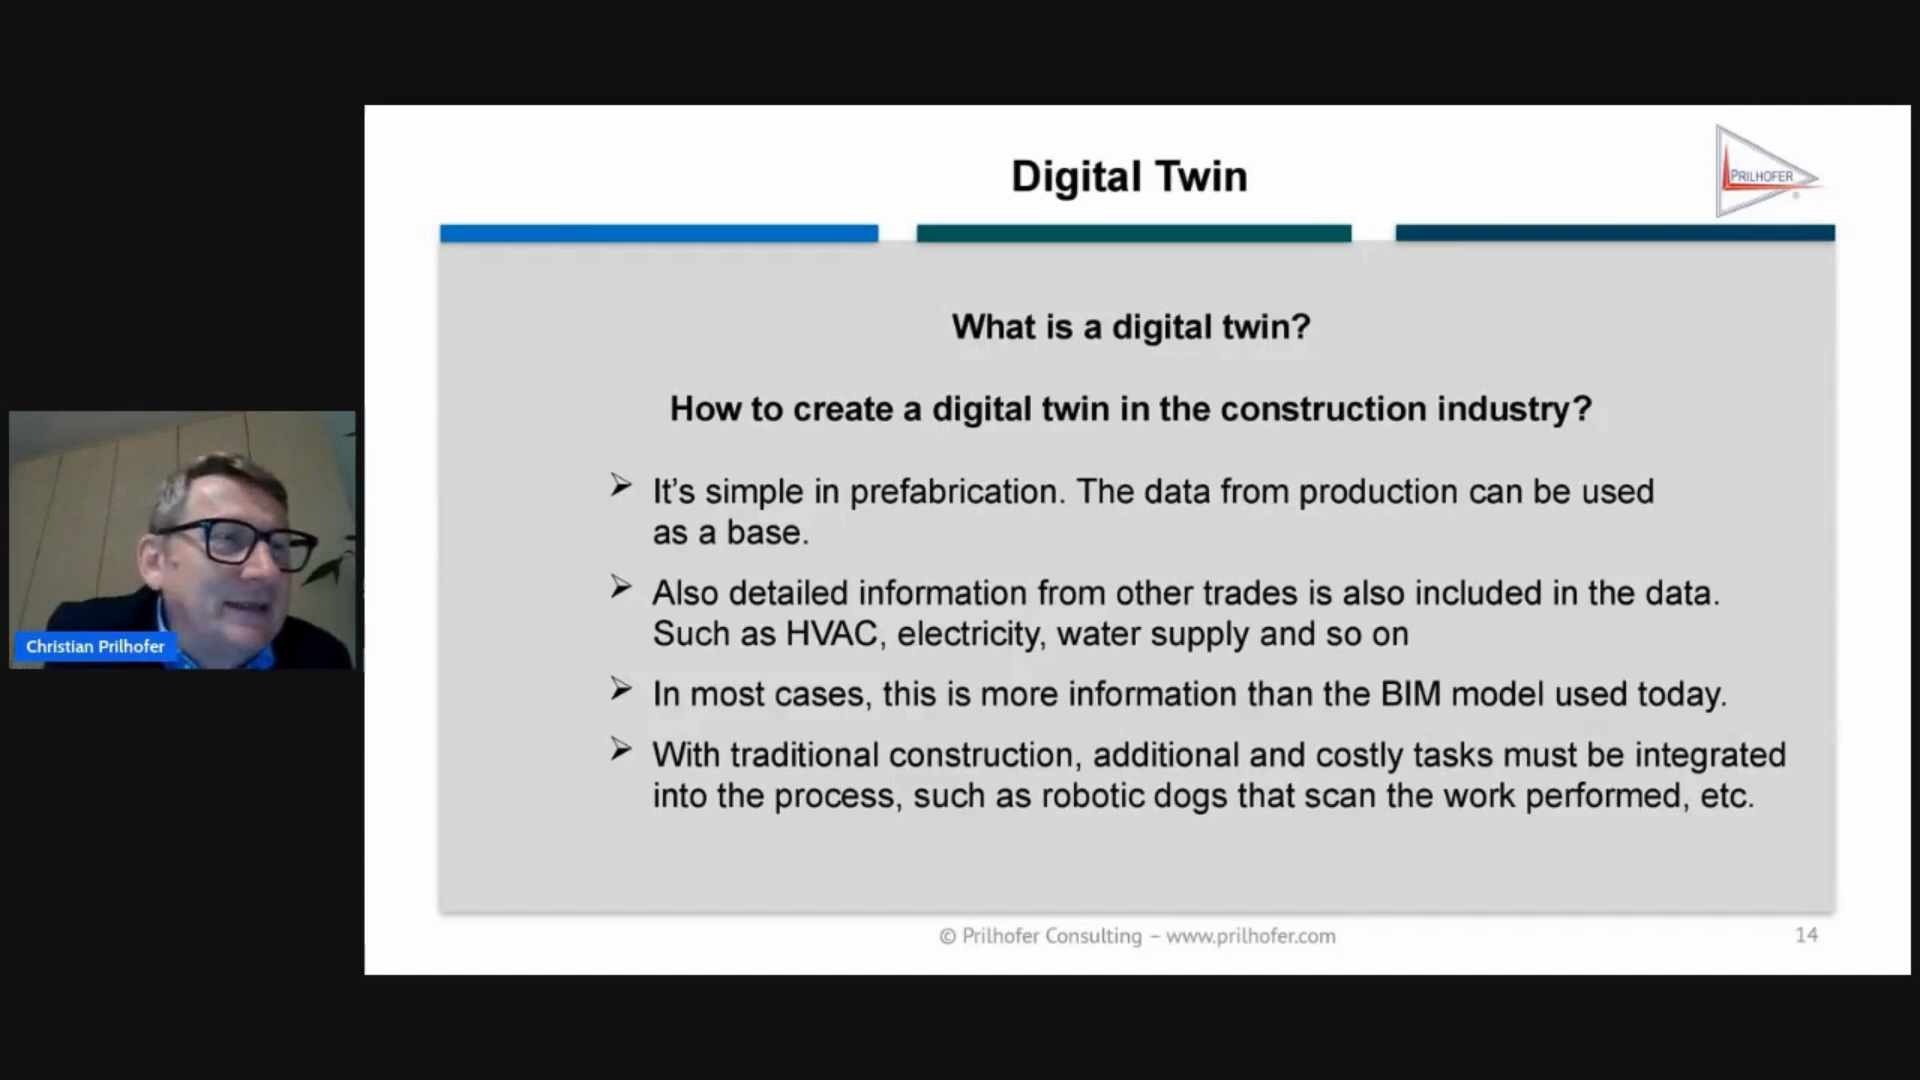 Digital Twin
PRILHOFER
®
What is a digital twin?
How to create a digital twin in the construction industry?
➢ It’s simple in prefabrication. The data from production can be used
as a base.
➢ Also detailed information from other trades is also included in the data.
Such as HVAC, electricity, water supply and so on
➢ In most cases, this is more information than the BIM model used today.
➢ With traditional construction, additional and costly tasks must be integrated
into the process, such as robotic dogs that scan the work performed, etc.
Christian Prilhofer
© Prilhofer Consulting – www.prilhofer.com
14